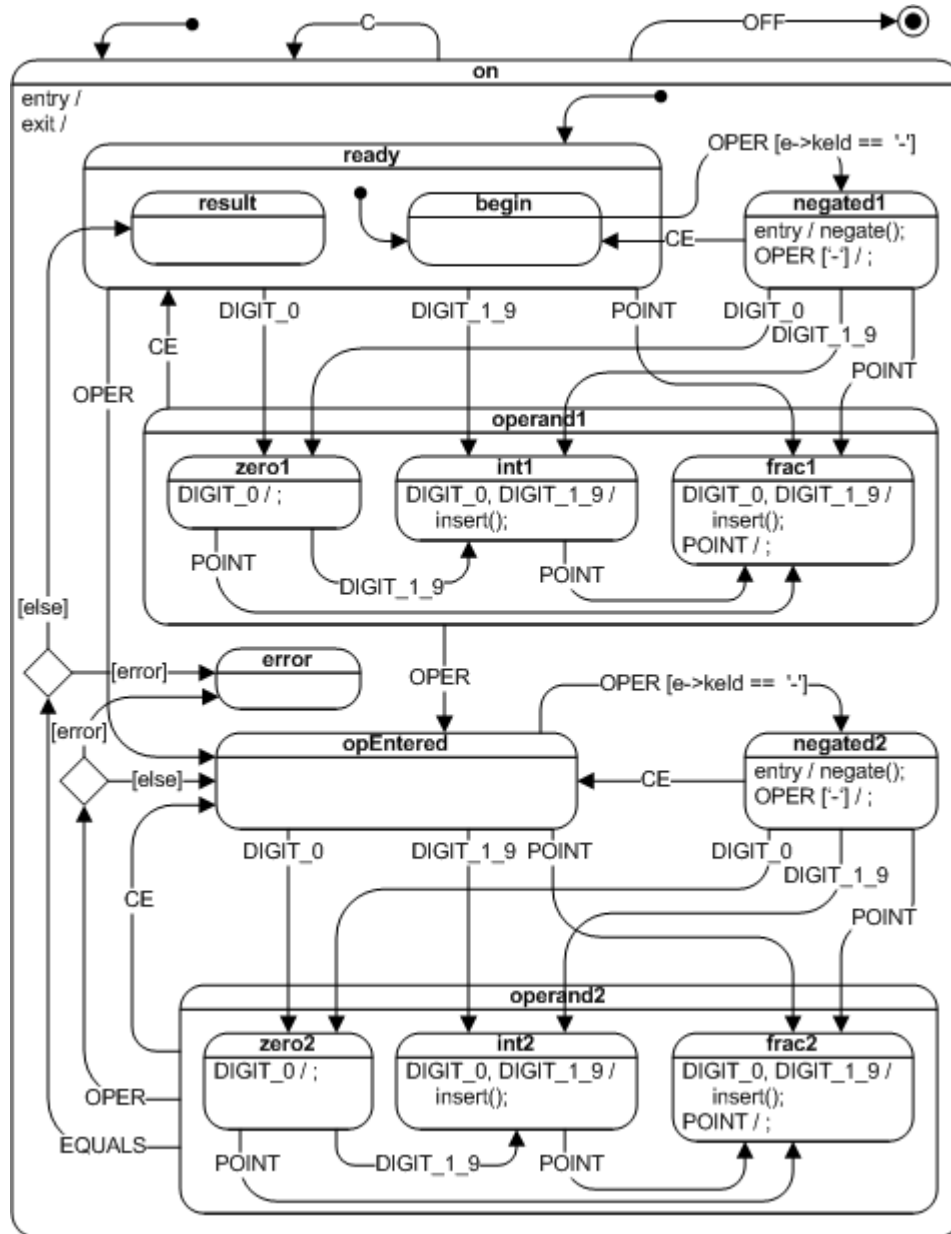 C
OFF
on
entry /
exit /
ready
OPER [e->keId == '-']
result
begin
negated1
entry / negate();
OPER ['-'] / ;
CE
DIGIT_0
DIGIT_1_9
POINT
DIGIT_0
DIGIT_1_9
CE
OPER
POINT
operand1
zero1
DIGIT_0 / ;
int1
DIGIT_0, DIGIT_1_9 /
insert();
frac1
DIGIT_0, DIGIT_1_9 /
insert();
POINT / ;
POINT
DIGIT_1_9
POINT
[else]
[error]
error
OPER
OPER [e->keId == '-']
[error]
opEntered
negated2
entry / negate();
OPER ['-'] / ;
[else]
CE
DIGIT_0
DIGIT_1_9
POINT
DIGIT_0
DIGIT_1_9
CE
POINT
operand2
zero2
DIGIT_0 / ;
int2
DIGIT_0, DIGIT_1_9 /
insert();
frac2
DIGIT_0, DIGIT_1_9 /
insert();
POINT / ;
OPER
EQUALS
POINT
DIGIT_1_9
POINT